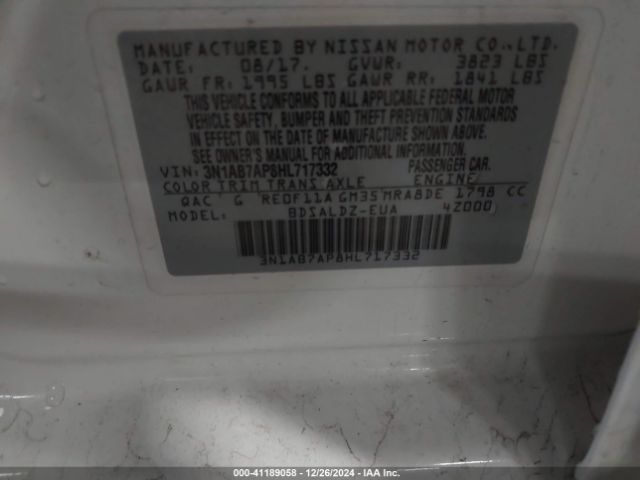 MANUFACTURED BY NISSAN MOTOR CO.,LTD.
DATE: 08/17. GVWR: 3823 LBS
GAWR FR: 1995 LBS GAWR RR: 1841 LBS
THIS VEHICLE CONFORMS TO ALL APPLICABLE FEDERAL MOTOR
VEHICLE SAFETY, BUMPER AND THEFT PREVENTION STANDARDS
IN EFFECT ON THE DATE OF MANUFACTURE SHOWN ABOVE.
SEE OWNER'S MANUAL FOR ADDITIONAL INFORMATION.
VIN: 3N1AB7AP8HL717332 PASSENGER CAR.
COLOR TRIM TRANS AXLE ENGINE
QAC G RE0F11A GM35 MRA8DE 1798 CC
MODEL: BDSALDZ-EUA 4Z000
3N1AB7AP8HL717332
000-41189058 - 12/26/2024 - IAA Inc.